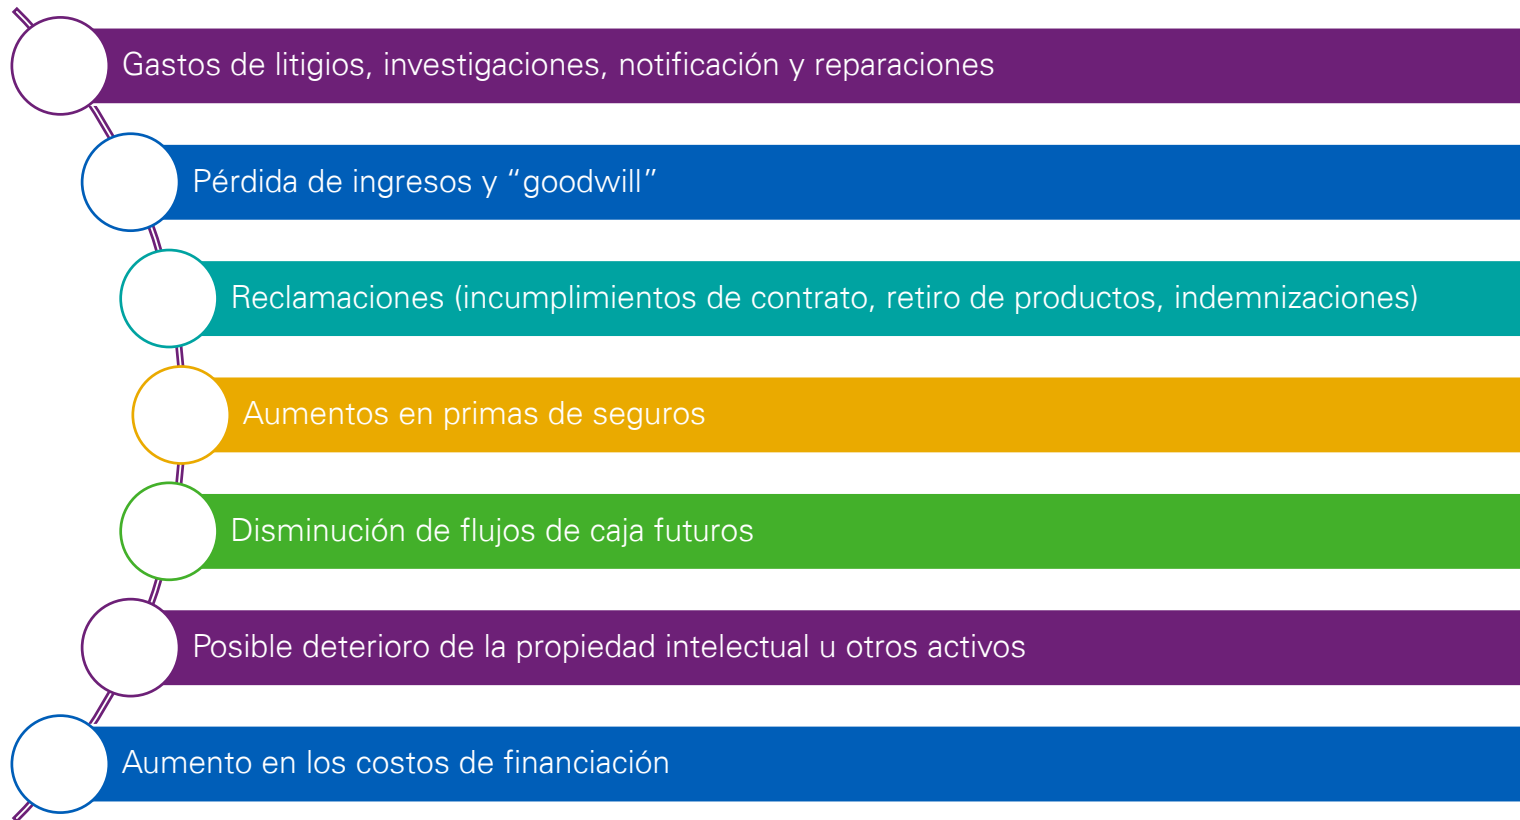 Gastos de litigios, investigaciones, notificación y reparaciones
Pérdida de ingresos y “goodwill”
Reclamaciones (incumplimientos de contrato, retiro de productos, indemnizaciones)
Aumentos en primas de seguros
Disminución de flujos de caja futuros
Posible deterioro de la propiedad intelectual u otros activos
Aumento en los costos de financiación